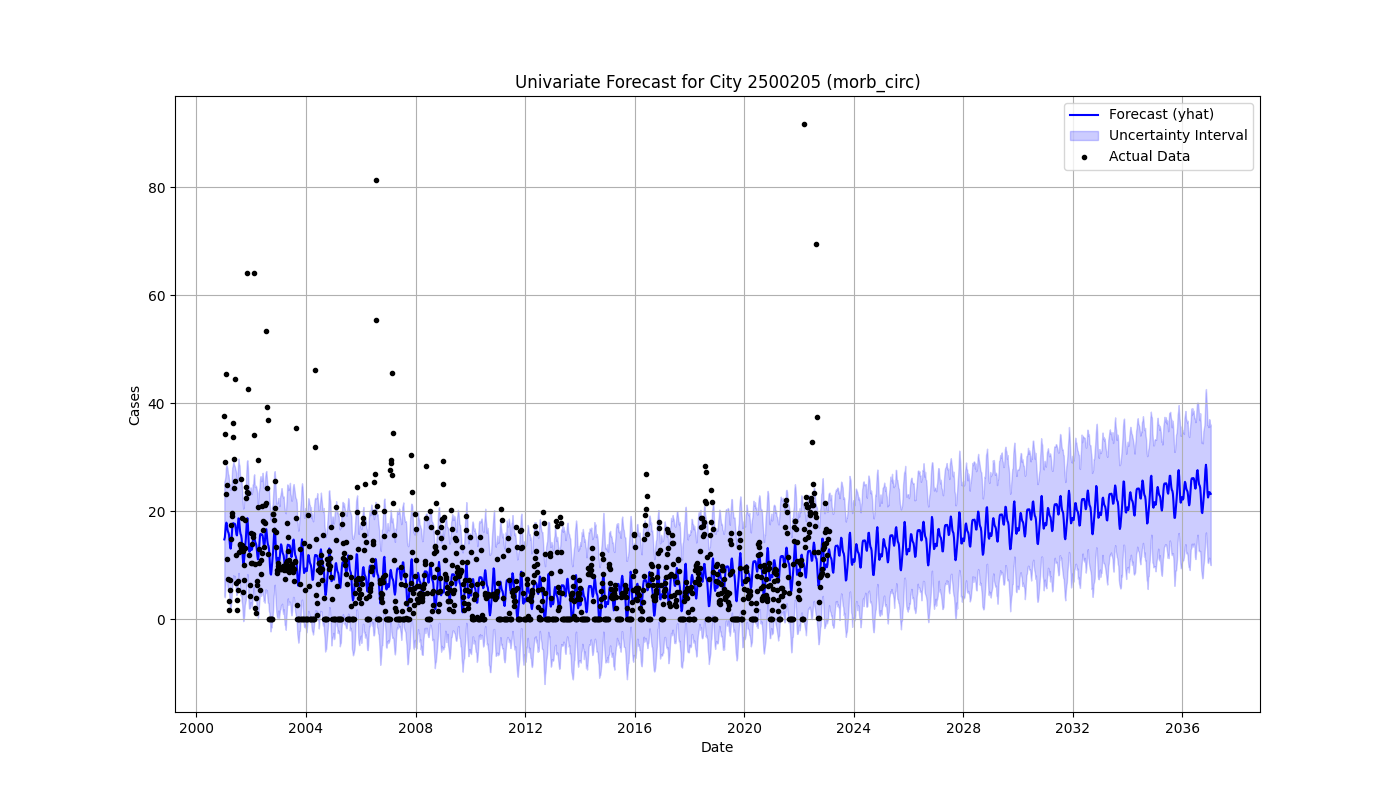 Univariate Forecast for City 2500205 (morb_circ)
Forecast (yhat)
Uncertainty Interval
Actual Data
80
60
40
20
0
Cases
2000 2004 2008 2012 2016 2020 2024 2028 2032 2036
Date